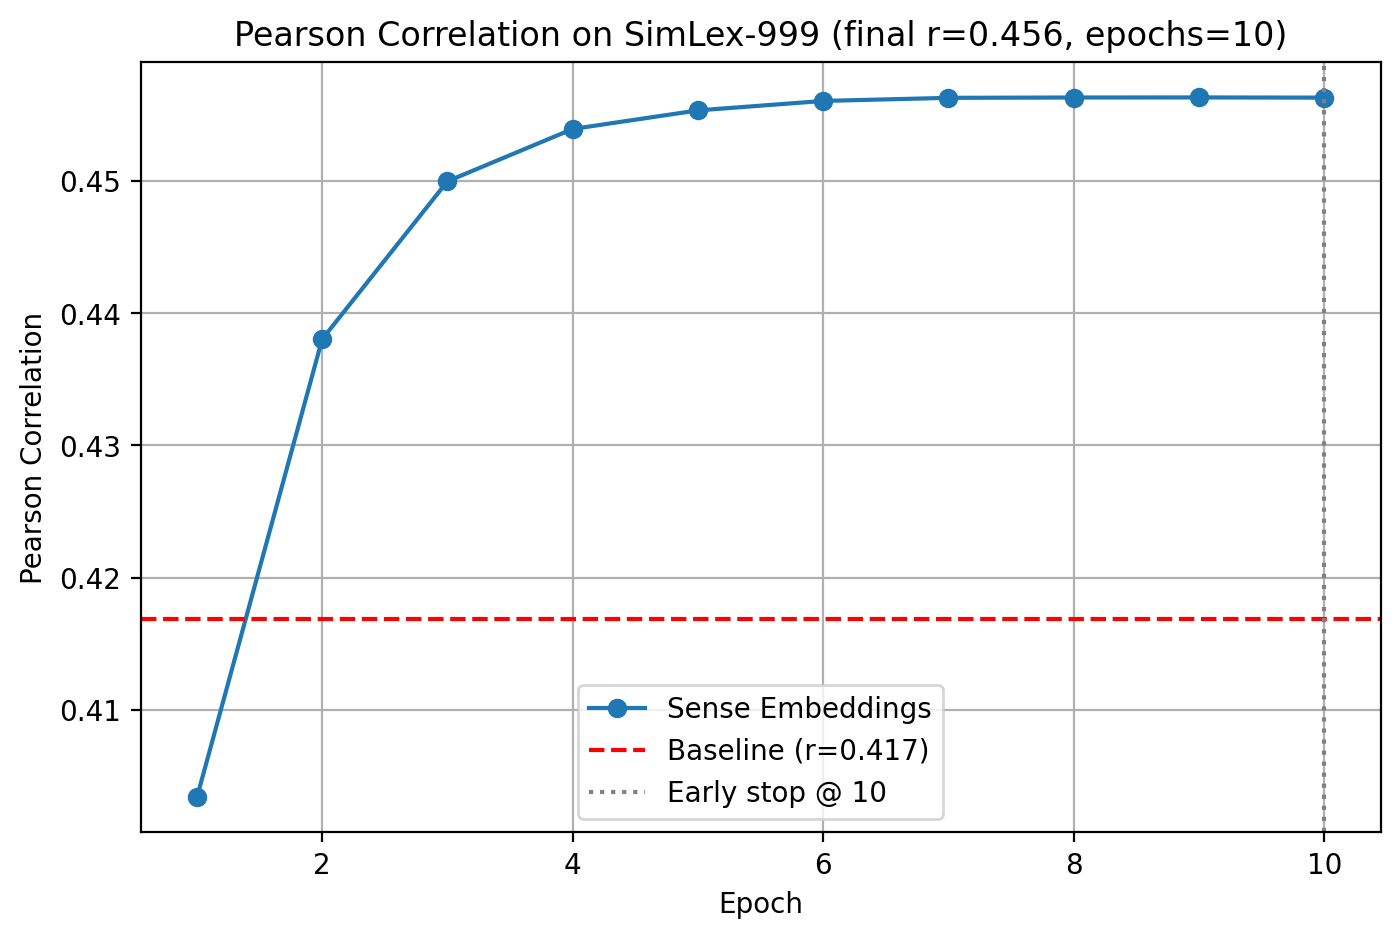 Pearson Correlation on SimLex-999 (final r=0.456, epochs=10)
Pearson Correlation
0.45
0.44
0.43
0.42
0.41
Sense Embeddings
Baseline (r=0.417)
Early stop @ 10
2 4 6 8 10
Epoch